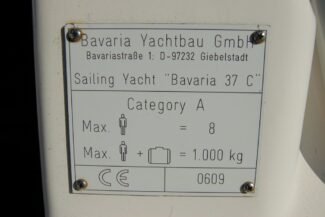 Bavaria Yachtbau GmbH
Bavariastraße 1; D-97232 Giebelstadt
Sailing Yacht "Bavaria 37 C"
Category A
Max. = 8
Max. + = 1.000 kg
CE 0609